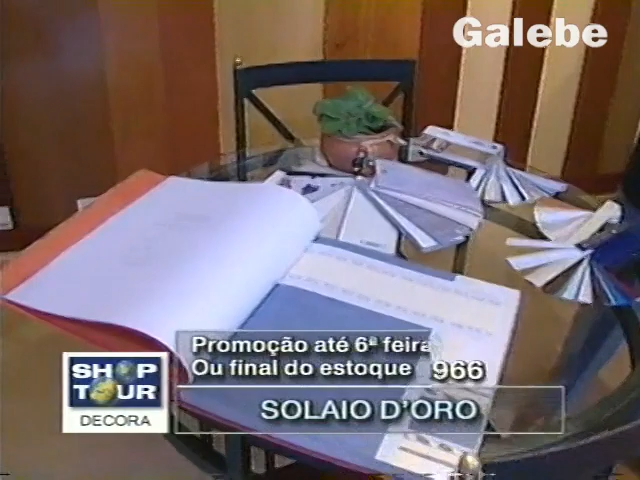 Galebe
Promoção até 6ª feira
Ou final do estoque 966
SHOP
TOUR
DECORA
SOLAIO D'ORO